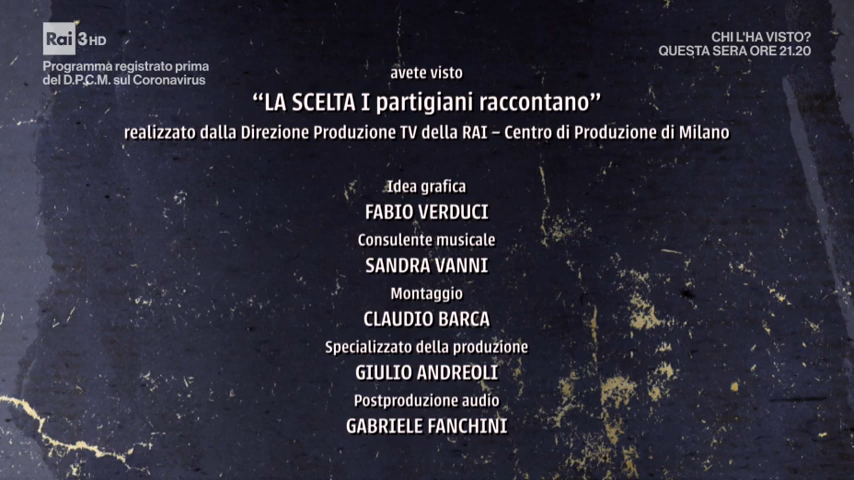 Rai 3 HD
Programma registrato prima
del D.P.C.M. sul Coronavirus
CHI L'HA VISTO?
QUESTA SERA ORE 21.20
avete visto
“LA SCELTA I partigiani raccontano”
realizzato dalla Direzione Produzione TV della RAI – Centro di Produzione di Milano
Idea grafica
FABIO VERDUCI
Consulente musicale
SANDRA VANNI
Montaggio
CLAUDIO BARCA
Specializzato della produzione
GIULIO ANDREOLI
Postproduzione audio
GABRIELE FANCHINI